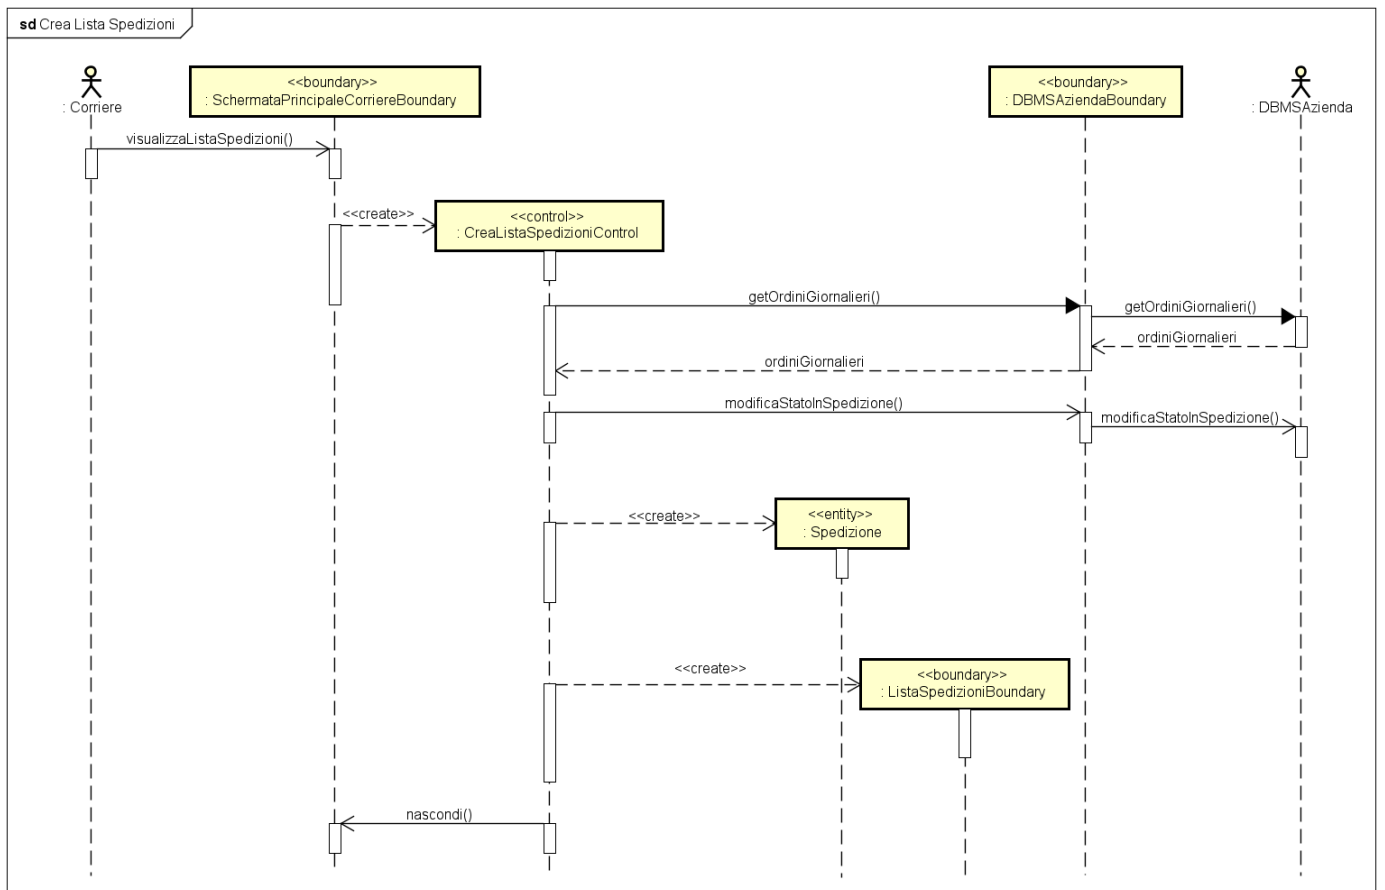 sd Crea Lista Spedizioni
: Corriere
<<boundary>>
: SchermataPrincipaleCorriereBoundary
<<boundary>>
: DBMSAziendaBoundary
: DBMSAzienda
visualizzaListaSpedizioni()
<<create>>
<<control>>
: CreaListaSpedizioniControl
getOrdiniGiornalieri()
getOrdiniGiornalieri()
ordiniGiornalieri
ordiniGiornalieri
modificaStatoInSpedizione()
modificaStatoInSpedizione()
<<create>>
<<entity>>
: Spedizione
<<create>>
<<boundary>>
: ListaSpedizioniBoundary
nascondi()